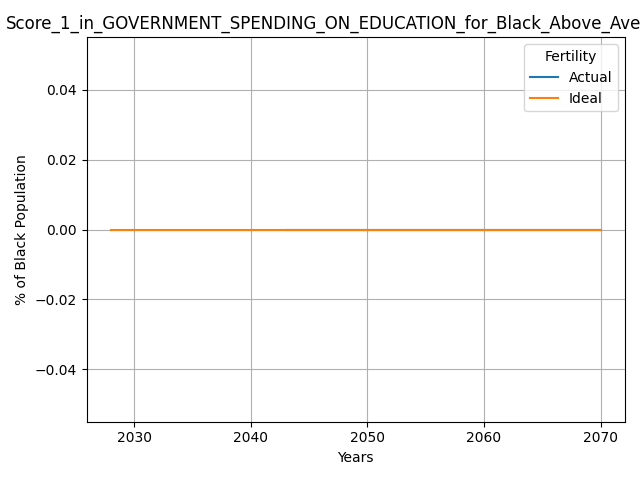 Score_1_in_GOVERNMENT_SPENDING_ON_EDUCATION_for_Black_Above_Ave
Fertility
Actual
Ideal
0.04
0.02
0.00
−0.02
−0.04
% of Black Population
2030 2040 2050 2060 2070
Years